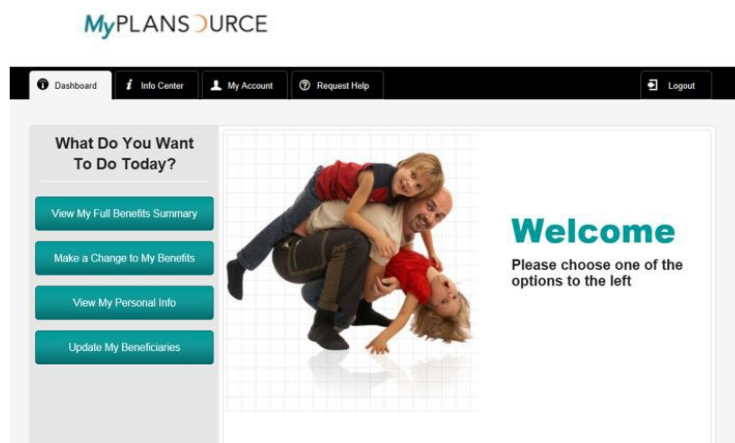 MyPLANSOURCE
Dashboard
Info Center
My Account
Request Help
Logout
What Do You Want
To Do Today?
View My Full Benefits Summary
Make a Change to My Benefits
View My Personal Info
Update My Beneficiaries
Welcome
Please choose one of the
options to the left